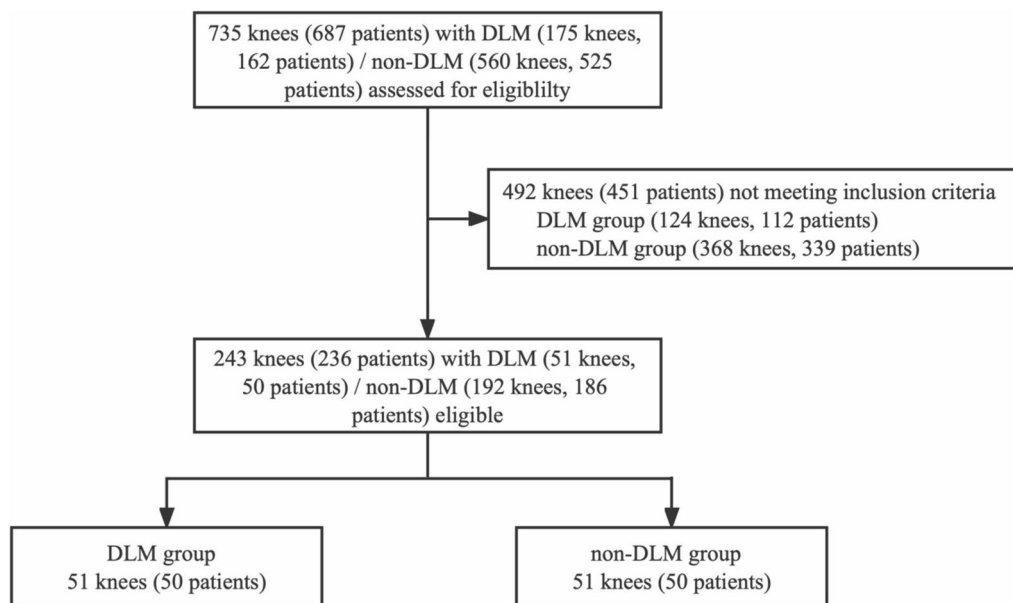 735 knees (687 patients) with DLM (175 knees,
162 patients) / non-DLM (560 knees, 525
patients) assessed for eligiblilty
492 knees (451 patients) not meeting inclusion criteria
DLM group (124 knees, 112 patients)
non-DLM group (368 knees, 339 patients)
243 knees (236 patients) with DLM (51 knees,
50 patients) / non-DLM (192 knees, 186
patients) eligible
DLM group
51 knees (50 patients)
non-DLM group
51 knees (50 patients)